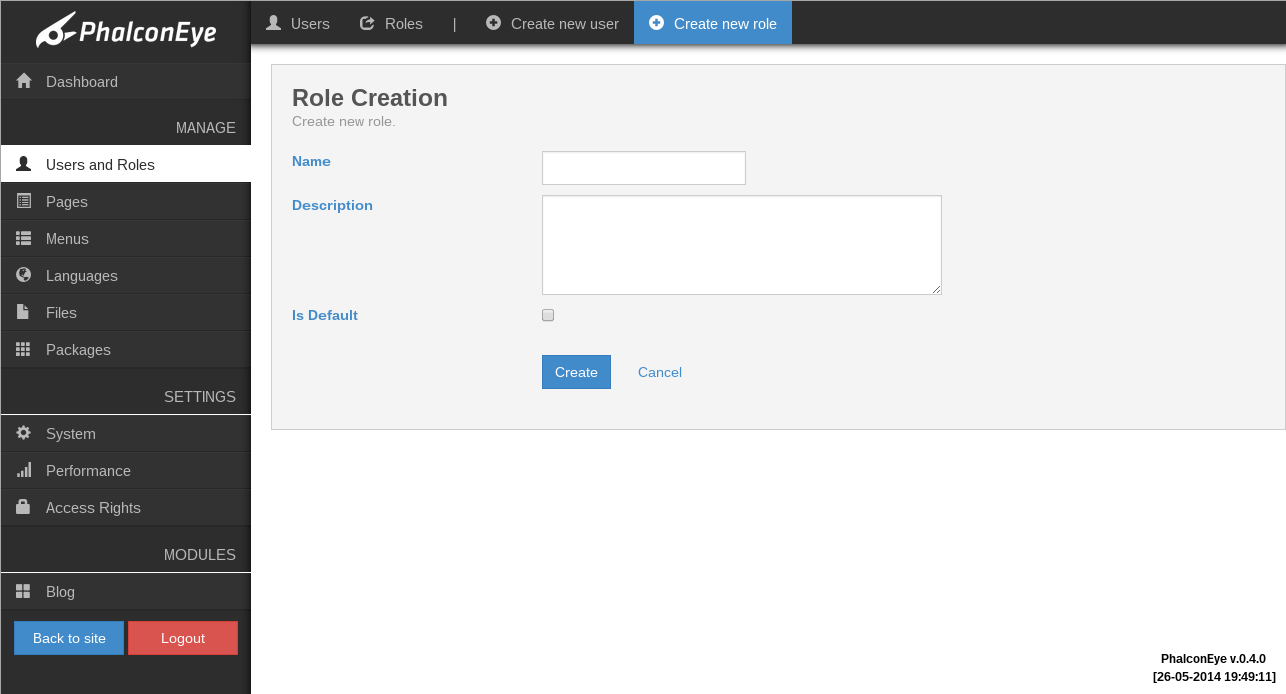 PhalconEye
Users Roles | Create new user Create new role
Dashboard
MANAGE
Users and Roles
Pages
Menus
Languages
Files
Packages
SETTINGS
System
Performance
Access Rights
MODULES
Blog
Back to site Logout
Role Creation
Create new role.
Name
Description
Is Default
Create Cancel
PhalconEye v.0.4.0
[26-05-2014 19:49:11]